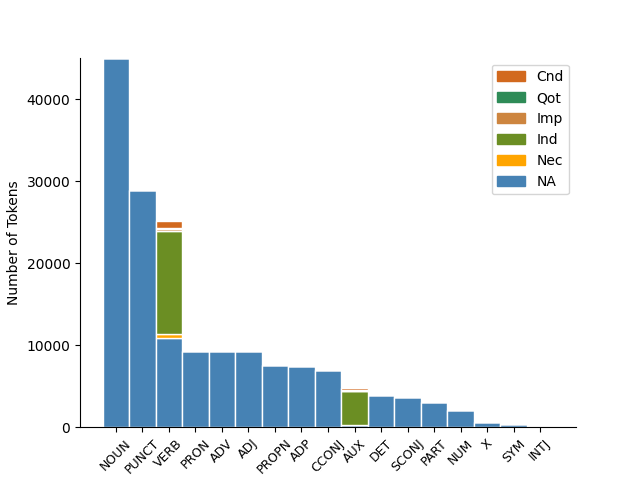 Cnd
Qot
Imp
Ind
Nec
NA
Number of Tokens
40000
30000
20000
10000
0
NOUN
PUNCT
VERB
PRON
ADV
ADJ
PROPN
ADP
CCONJ
AUX
DET
SCONJ
PART
NUM
X
SYM
INTJ